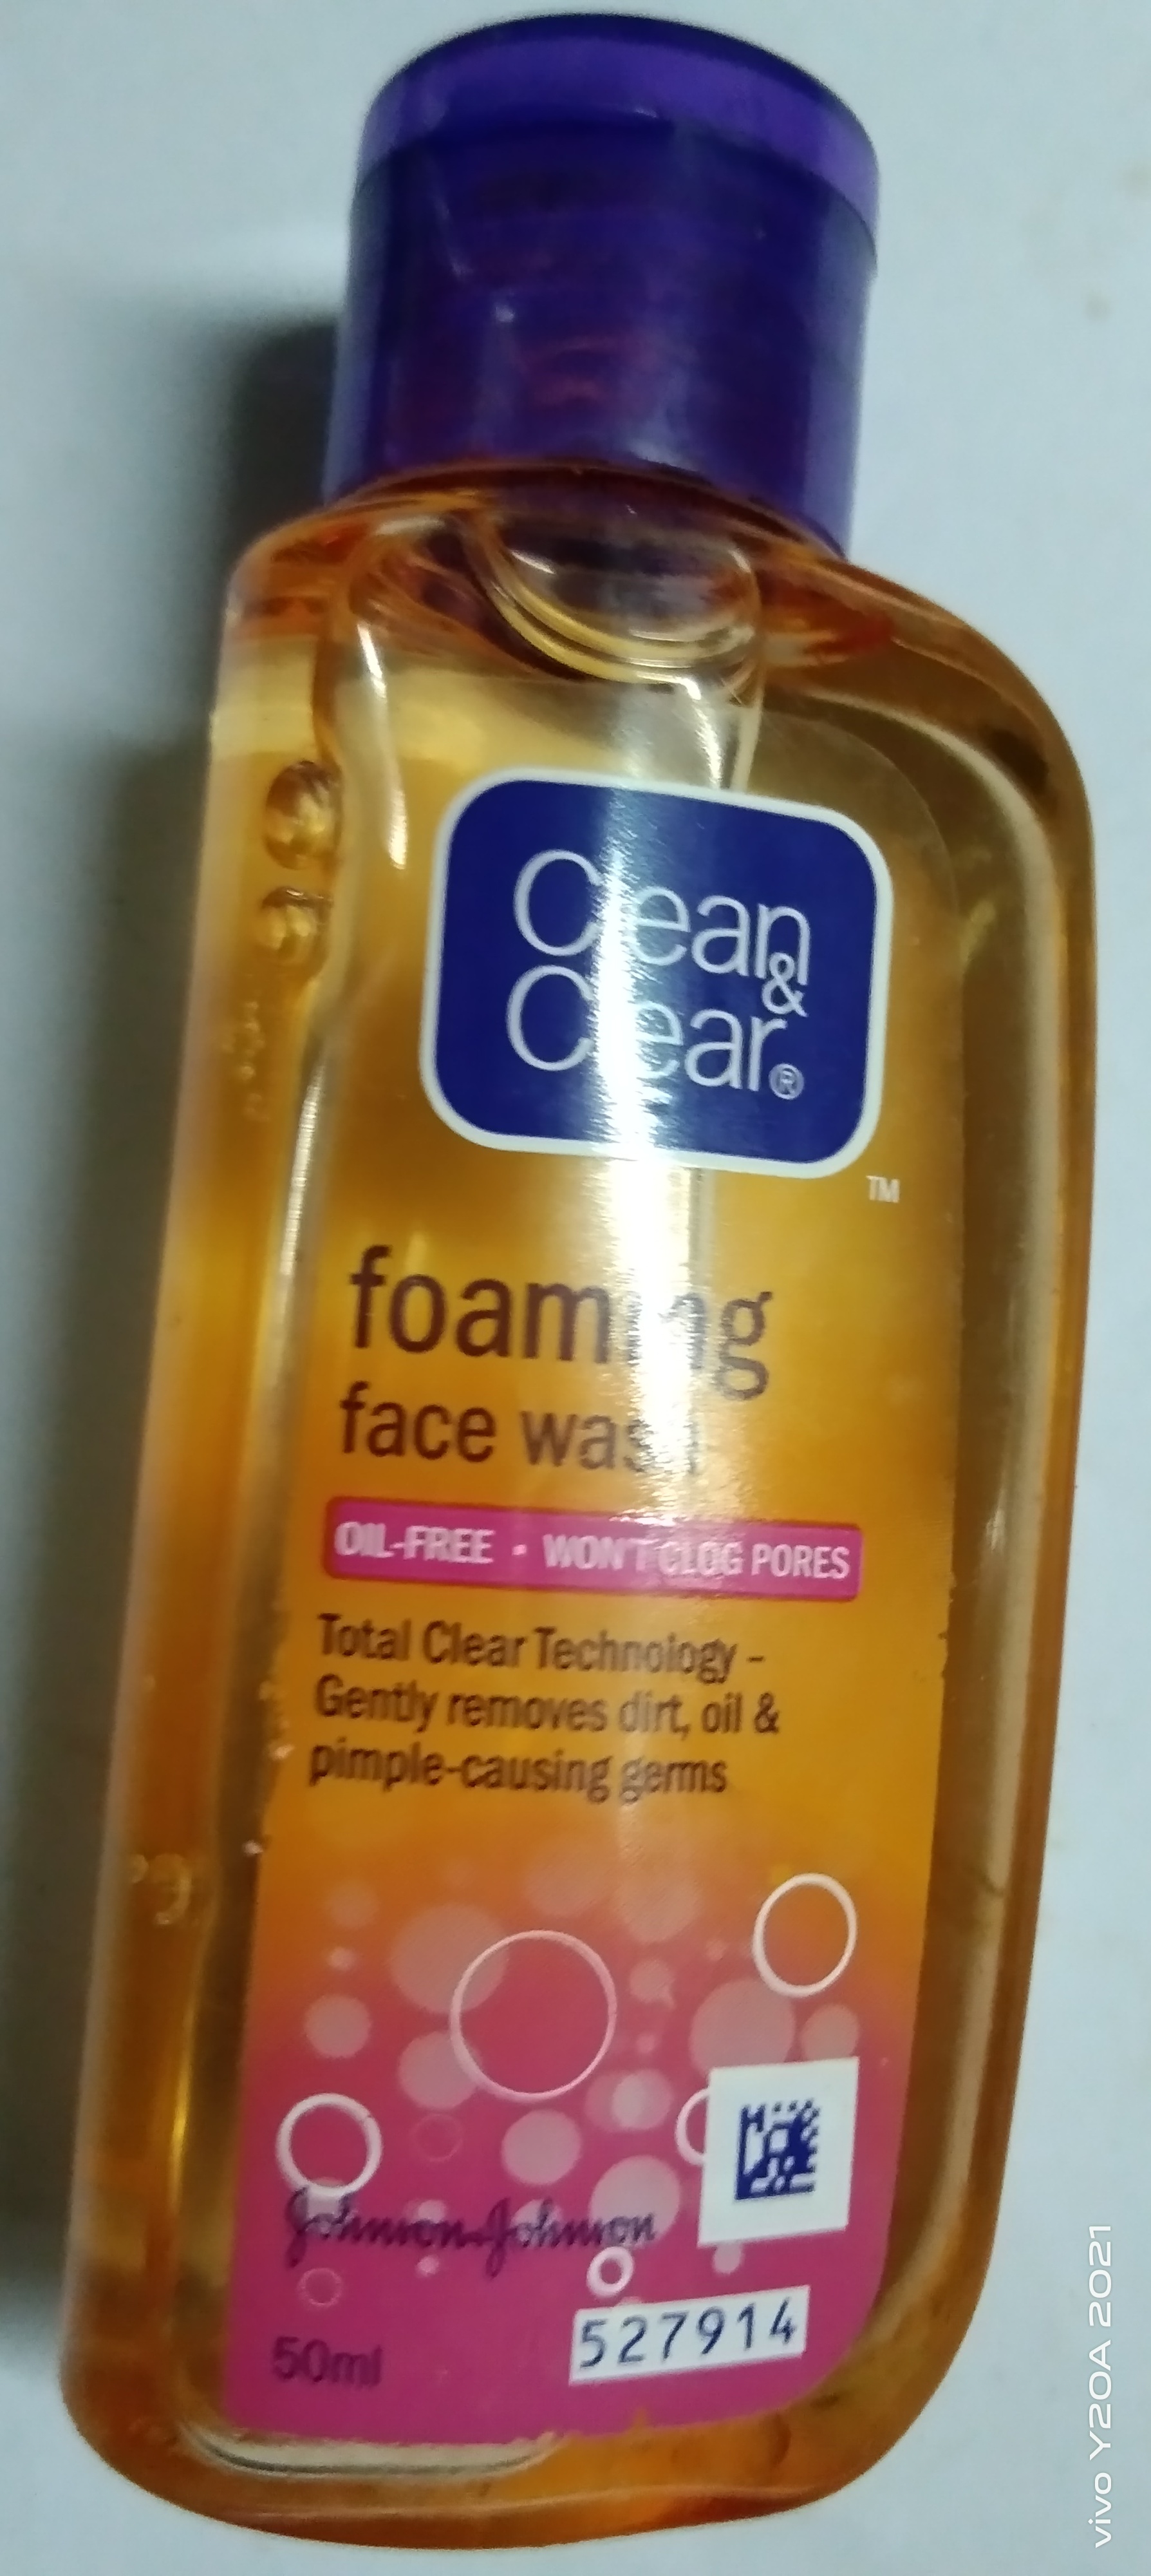 Clean
&
Clear®
TM
foaming
face wash
OIL-FREE · WON'T CLOG PORES
Total Clear Technology –
Gently removes dirt, oil &
pimple-causing germs
Johnson & Johnson
527914
50ml
vivo Y20A 2021